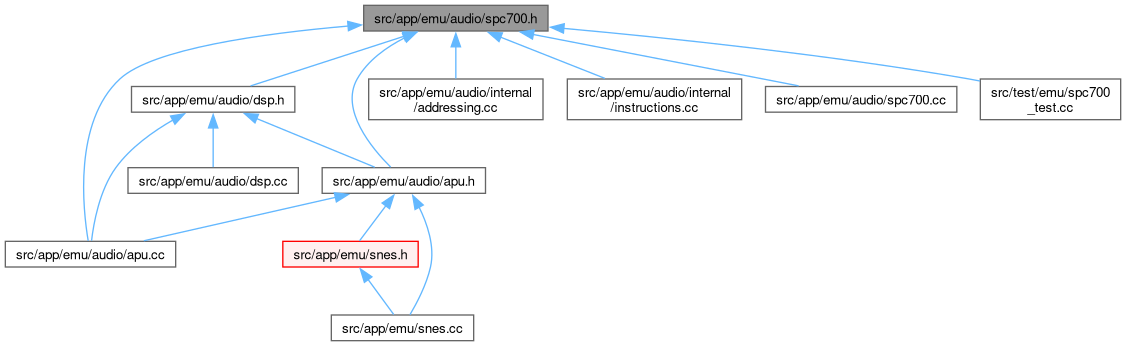 src/app/emu/audio/spc700.h
src/app/emu/audio/dsp.h
src/app/emu/audio/internal
/addressing.cc
src/app/emu/audio/internal
/instructions.cc
src/app/emu/audio/spc700.cc
src/test/emu/spc700
_test.cc
src/app/emu/audio/dsp.cc
src/app/emu/audio/apu.h
src/app/emu/audio/apu.cc
src/app/emu/snes.h
src/app/emu/snes.cc